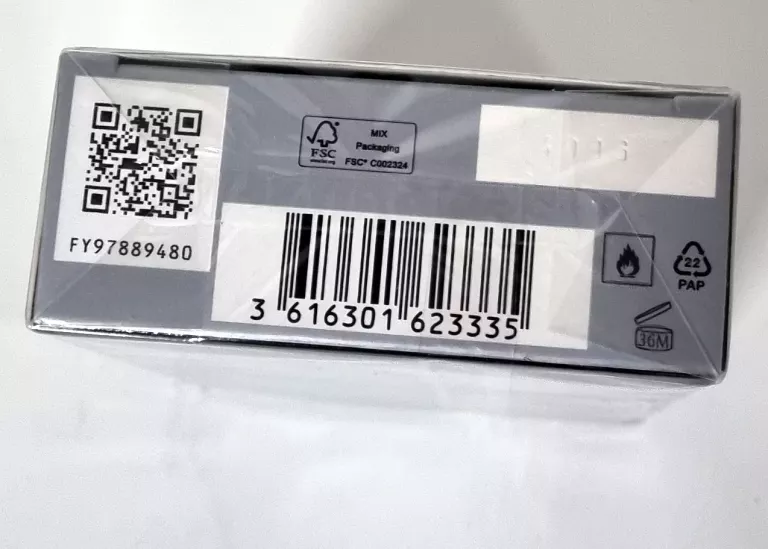 FY97889480
FSC
MIX
Packaging
FSC® C002324
3 616301 623335
22
PAP
36M